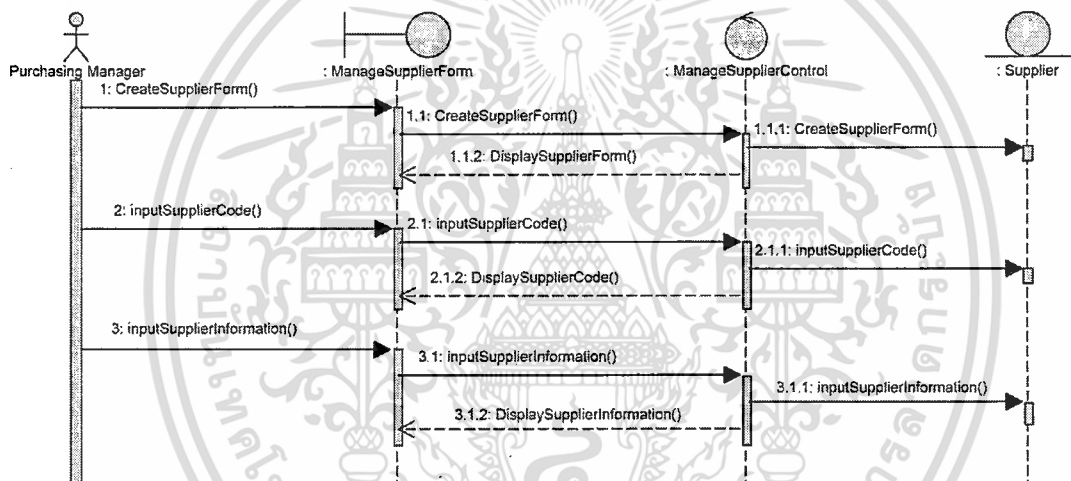 Purchasing Manager
: ManageSupplierForm
: ManageSupplierControl
: Supplier
1: CreateSupplierForm()
1.1: CreateSupplierForm()
1.1.1: CreateSupplierForm()
1.1.2: DisplaySupplierForm()
2: inputSupplierCode()
2.1: inputSupplierCode()
2.1.1: inputSupplierCode()
2.1.2: DisplaySupplierCode()
3: inputSupplierInformation()
3.1: inputSupplierInformation()
3.1.1: inputSupplierInformation()
3.1.2: DisplaySupplierInformation()